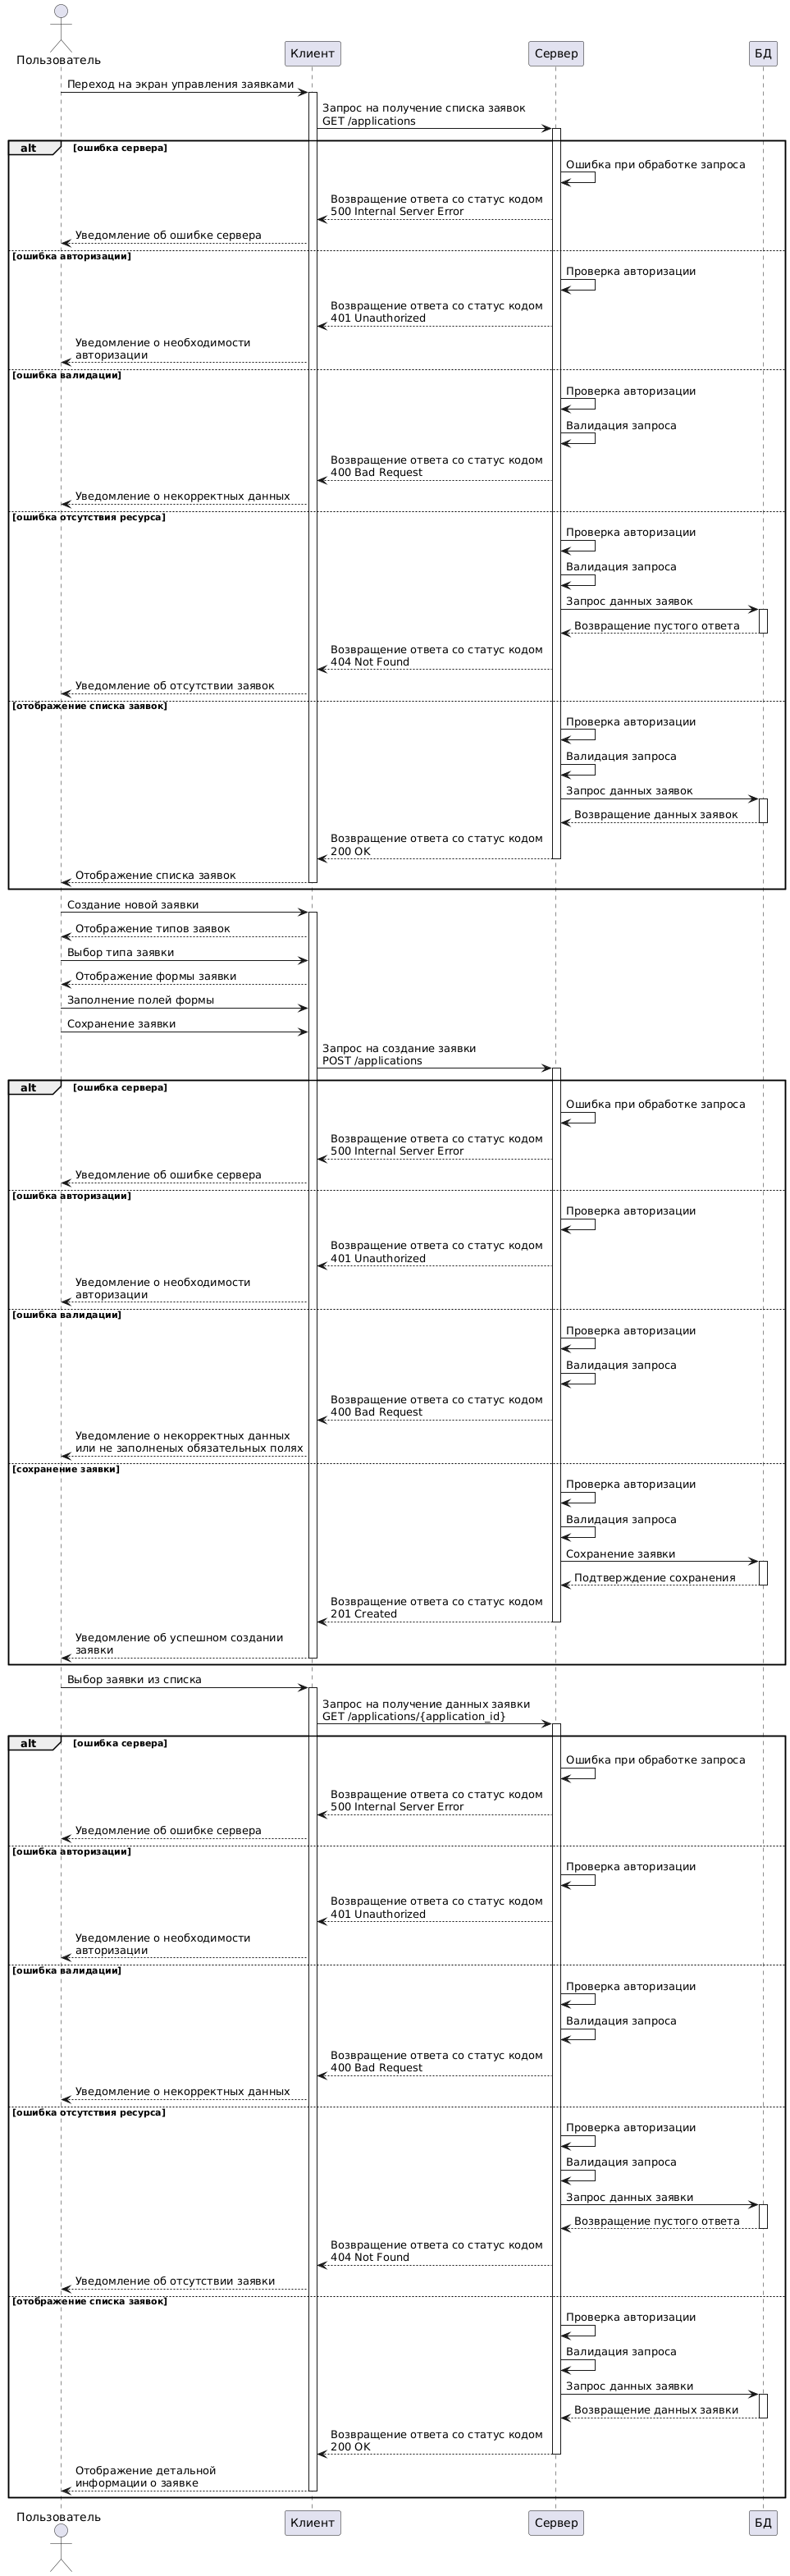 Пользователь
Клиент
Сервер
БД
Переход на экран управления заявками
Запрос на получение списка заявок
GET /applications
alt
[ошибка сервера]
Ошибка при обработке запроса
Возвращение ответа со статус кодом
500 Internal Server Error
Уведомление об ошибке сервера
[ошибка авторизации]
Проверка авторизации
Возвращение ответа со статус кодом
401 Unauthorized
Уведомление о необходимости
авторизации
[ошибка валидации]
Проверка авторизации
Валидация запроса
Возвращение ответа со статус кодом
400 Bad Request
Уведомление о некорректных данных
[ошибка отсутствия ресурса]
Проверка авторизации
Валидация запроса
Запрос данных заявок
Возвращение пустого ответа
Возвращение ответа со статус кодом
404 Not Found
Уведомление об отсутствии заявок
[отображение списка заявок]
Проверка авторизации
Валидация запроса
Запрос данных заявок
Возвращение данных заявок
Возвращение ответа со статус кодом
200 OK
Отображение списка заявок
Создание новой заявки
Отображение типов заявок
Выбор типа заявки
Отображение формы заявки
Заполнение полей формы
Сохранение заявки
Запрос на создание заявки
POST /applications
alt
[ошибка сервера]
Ошибка при обработке запроса
Возвращение ответа со статус кодом
500 Internal Server Error
Уведомление об ошибке сервера
[ошибка авторизации]
Проверка авторизации
Возвращение ответа со статус кодом
401 Unauthorized
Уведомление о необходимости
авторизации
[ошибка валидации]
Проверка авторизации
Валидация запроса
Возвращение ответа со статус кодом
400 Bad Request
Уведомление о некорректных данных
или не заполненых обязательных полях
[сохранение заявки]
Проверка авторизации
Валидация запроса
Сохранение заявки
Подтверждение сохранения
Возвращение ответа со статус кодом
201 Created
Уведомление об успешном создании
заявки
Выбор заявки из списка
Запрос на получение данных заявки
GET /applications/{application_id}
alt
[ошибка сервера]
Ошибка при обработке запроса
Возвращение ответа со статус кодом
500 Internal Server Error
Уведомление об ошибке сервера
[ошибка авторизации]
Проверка авторизации
Возвращение ответа со статус кодом
401 Unauthorized
Уведомление о необходимости
авторизации
[ошибка валидации]
Проверка авторизации
Валидация запроса
Возвращение ответа со статус кодом
400 Bad Request
Уведомление о некорректных данных
[ошибка отсутствия ресурса]
Проверка авторизации
Валидация запроса
Запрос данных заявки
Возвращение пустого ответа
Возвращение ответа со статус кодом
404 Not Found
Уведомление об отсутствии заявки
[отображение списка заявок]
Проверка авторизации
Валидация запроса
Запрос данных заявки
Возвращение данных заявки
Возвращение ответа со статус кодом
200 OK
Отображение детальной
информации о заявке
Пользователь
Клиент
Сервер
БД